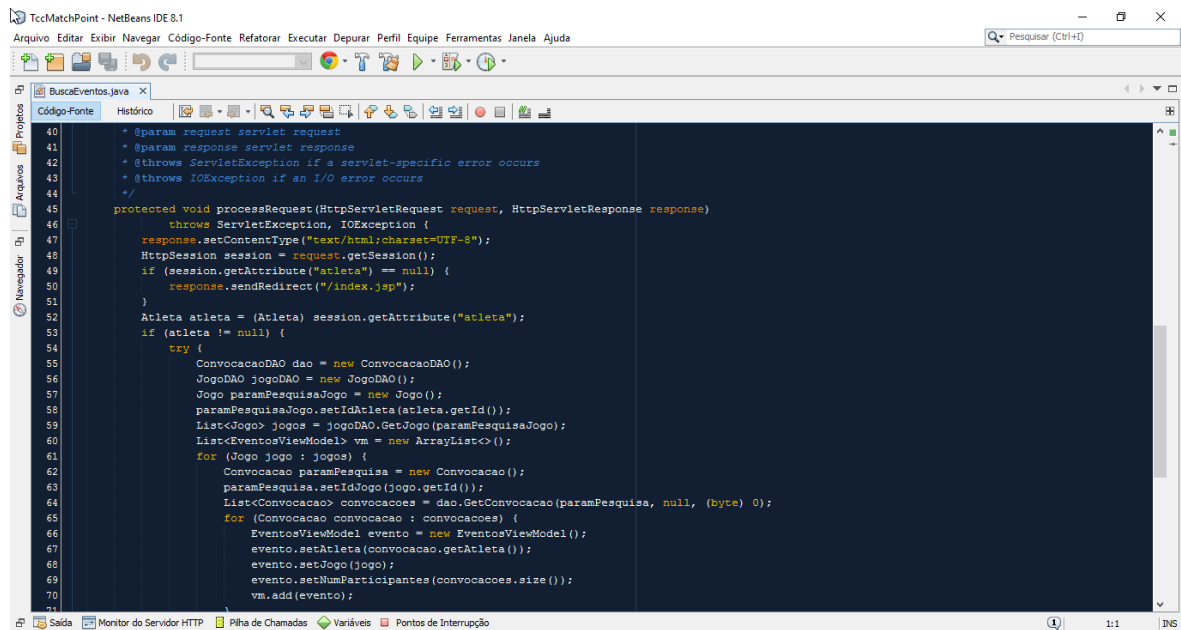 TccMatchPoint - NetBeans IDE 8.1
Arquivo Editar Exibir Navegar Código-Fonte Refatorar Executar Depurar Perfil Equipe Ferramentas Janela Ajuda
Pesquisar (Ctrl+I)
BuscaEventos.java
Código-Fonte Histórico
Projetos
Arquivos
Navegador
40 * @param request servlet request
41 * @param response servlet response
42 * @throws ServletException if a servlet-specific error occurs
43 * @throws IOException if an I/O error occurs
44 */
45 protected void processRequest(HttpServletRequest request, HttpServletResponse response)
46 throws ServletException, IOException {
47 response.setContentType("text/html;charset=UTF-8");
48 HttpSession session = request.getSession();
49 if (session.getAttribute("atleta") == null) {
50 response.sendRedirect("/index.jsp");
51 }
52 Atleta atleta = (Atleta) session.getAttribute("atleta");
53 if (atleta != null) {
54 try {
55 ConvocacaoDAO dao = new ConvocacaoDAO();
56 JogoDAO jogoDAO = new JogoDAO();
57 Jogo paramPesquisaJogo = new Jogo();
58 paramPesquisaJogo.setIdAtleta(atleta.getId());
59 List<Jogo> jogos = jogoDAO.GetJogo(paramPesquisaJogo);
60 List<EventosViewModel> vm = new ArrayList<>();
61 for (Jogo jogo : jogos) {
62 Convocacao paramPesquisa = new Convocacao();
63 paramPesquisa.setIdJogo(jogo.getId());
64 List<Convocacao> convocacoes = dao.GetConvocacao(paramPesquisa, null, (byte) 0);
65 for (Convocacao convocacao : convocacoes) {
66 EventosViewModel evento = new EventosViewModel();
67 evento.setAtleta(convocacao.getAtleta());
68 evento.setJogo(jogo);
69 evento.setNumParticipantes(convocacoes.size());
70 vm.add(evento);
71 }
Saída Monitor do Servidor HTTP Pilha de Chamadas Variáveis Pontos de Interrupção 1 1:1 INS